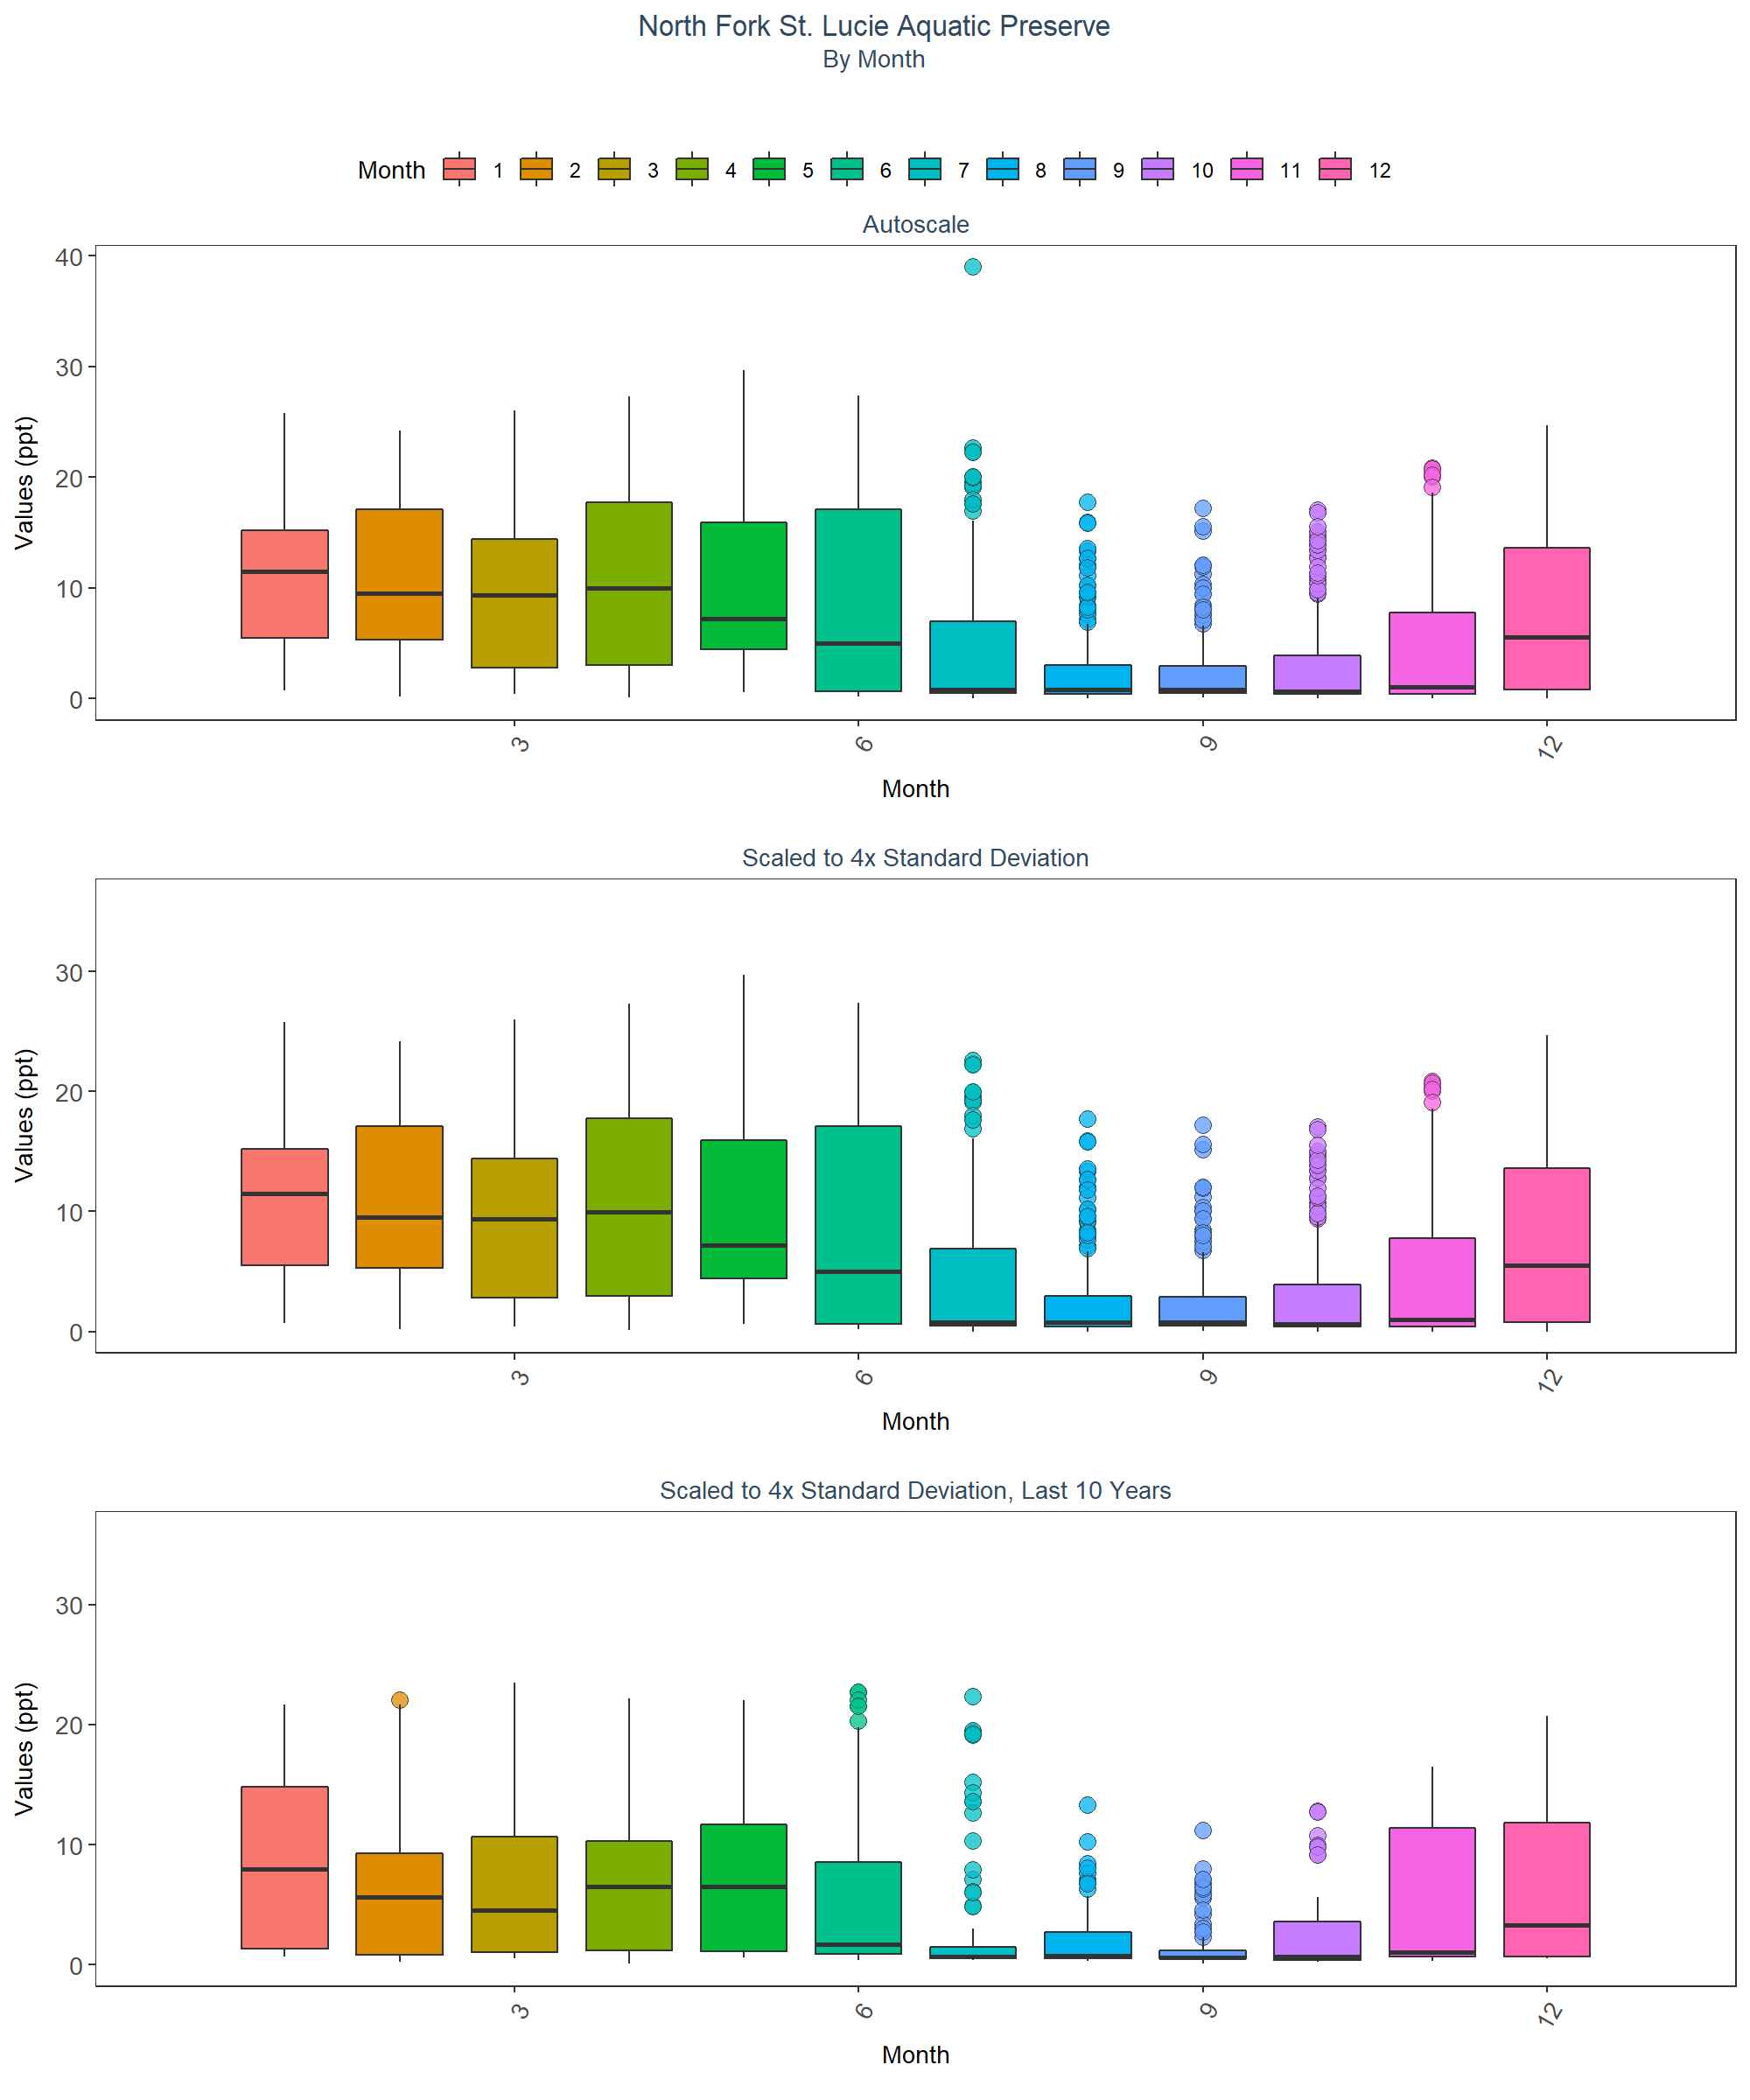 North Fork St. Lucie Aquatic Preserve
By Month
Month 1 2 3 4 5 6 7 8 9 10 11 12
Autoscale
Values (ppt)
40
30
20
10
0
3 6 9 12
Month
Scaled to 4x Standard Deviation
Values (ppt)
30
20
10
0
3 6 9 12
Month
Scaled to 4x Standard Deviation, Last 10 Years
Values (ppt)
30
20
10
0
3 6 9 12
Month